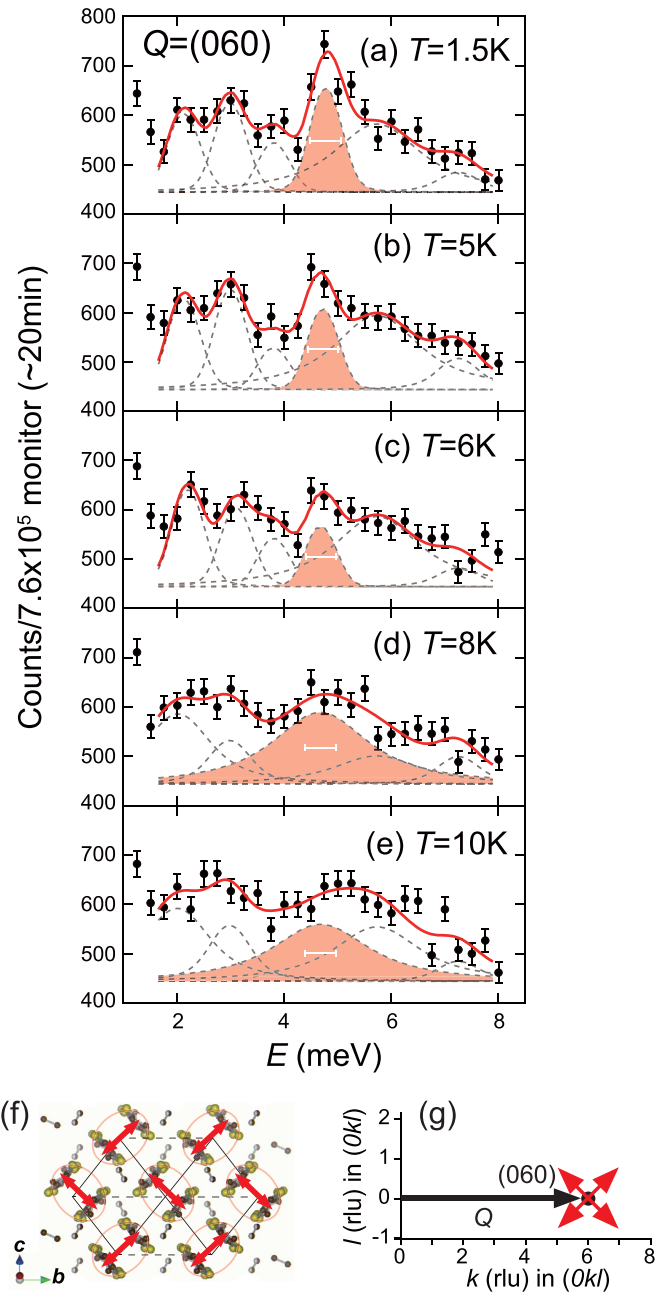 Q=(060)
(a) T=1.5K
800
700
600
500
400
(b) T=5K
700
600
500
400
(c) T=6K
700
600
500
400
(d) T=8K
700
600
500
400
(e) T=10K
700
600
500
400
Counts/7.6x10⁵ monitor (~20min)
2 4 6 8
E (meV)
(f)
c
b
(g)
l (rlu) in (0kl)
2
1
0
-1
(060)
Q
0 2 4 6 8
k (rlu) in (0kl)